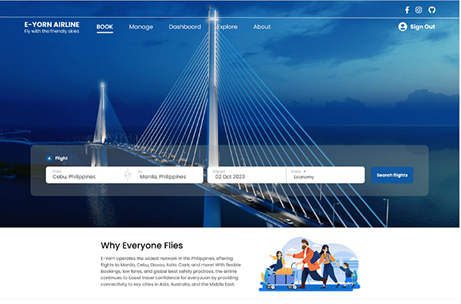 E-YORN AIRLINE
Fly with the friendly skies
BOOK
Manage
Dashboard
Explore
About
Sign Out
Flight
From
Cebu, Philippines
To
Manila, Philippines
Depart
02 Oct 2023
Class
Economy
Search flights
Why Everyone Flies
E-Yorn operates the widest network in the Philippines, offering
flights to Manila, Cebu, Davao, Iloilo, Clark, and more! With flexible
bookings, low fares, and global best safety practices, the airline
continues to boost travel confidence for everyJuan by providing
connectivity to key cities in Asia, Australia, and the Middle East.